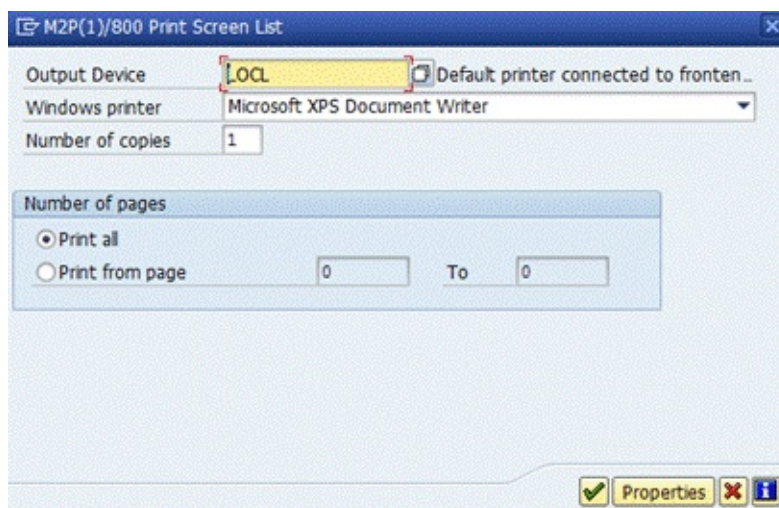 M2P(1)/800 Print Screen List
Output Device LOCL Default printer connected to fronten...
Windows printer Microsoft XPS Document Writer
Number of copies 1
Number of pages
Print all
Print from page 0 To 0
Properties